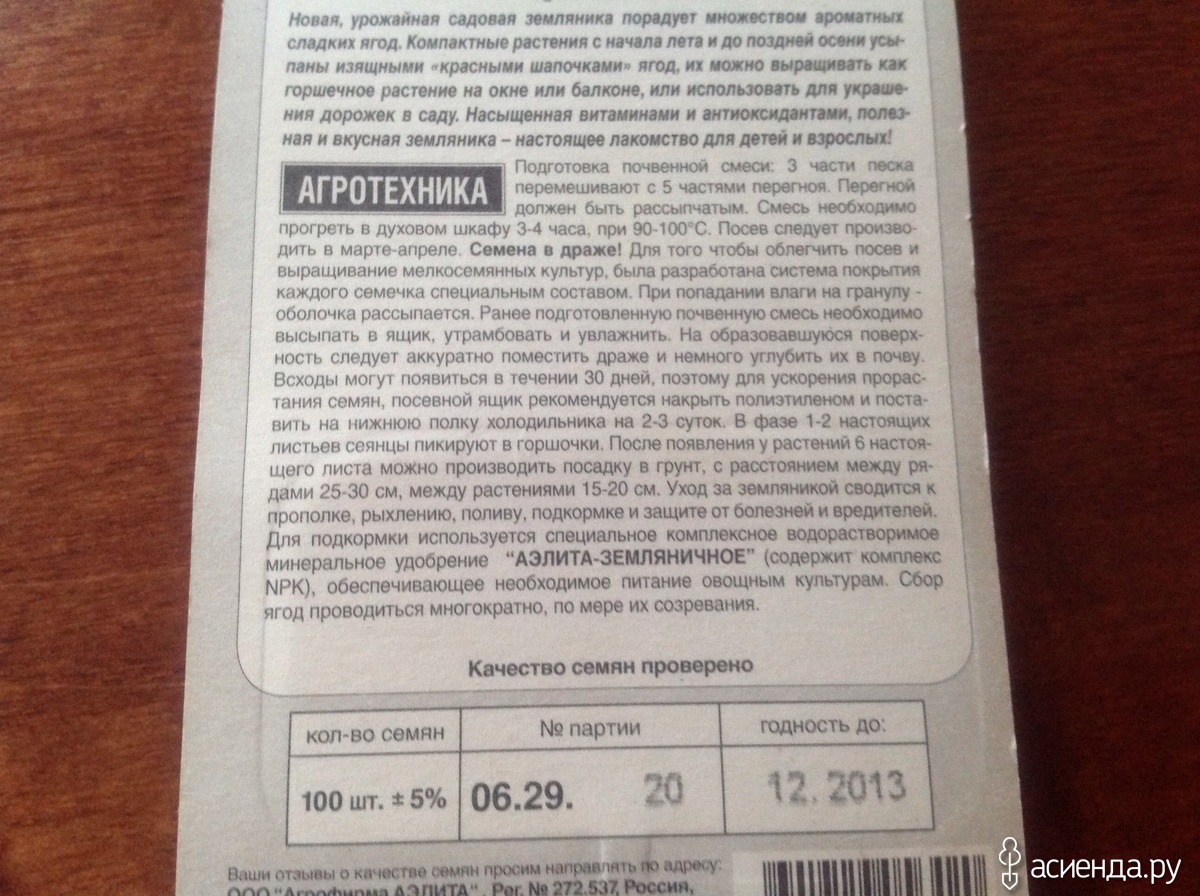 Новая, урожайная садовая земляника порадует множеством ароматных
сладких ягод. Компактные растения с начала лета и до поздней осени усы-
паны изящными «красными шапочками» ягод, их можно выращивать как
горшечное растение на окне или балконе, или использовать для украше-
ния дорожек в саду. Насыщенная витаминами и антиоксидантами, полез-
ная и вкусная земляника – настоящее лакомство для детей и взрослых!
АГРОТЕХНИКА
Подготовка почвенной смеси: 3 части песка
перемешивают с 5 частями перегноя. Перегной
должен быть рассыпчатым. Смесь необходимо
прогреть в духовом шкафу 3-4 часа, при 90-100°С. Посев следует произво-
дить в марте-апреле. Семена в драже! Для того чтобы облегчить посев и
выращивание мелкосемянных культур, была разработана система покрытия
каждого семечка специальным составом. При попадании влаги на гранулу -
оболочка рассыпается. Ранее подготовленную почвенную смесь необходимо
высыпать в ящик, утрамбовать и увлажнить. На образовавшуюся поверх-
ность следует аккуратно поместить драже и немного углубить их в почву.
Всходы могут появиться в течении 30 дней, поэтому для ускорения прорас-
тания семян, посевной ящик рекомендуется накрыть полиэтиленом и поста-
вить на нижнюю полку холодильника на 2-3 суток. В фазе 1-2 настоящих
листьев сеянцы пикируют в горшочки. После появления у растений 6 настоя-
щего листа можно производить посадку в грунт, с расстоянием между ря-
дами 25-30 см, между растениями 15-20 см. Уход за земляникой сводится к
прополке, рыхлению, поливу, подкормке и защите от болезней и вредителей.
Для подкормки используется специальное комплексное водорастворимое
минеральное удобрение "АЭЛИТА-ЗЕМЛЯНИЧНОЕ" (содержит комплекс
NPK), обеспечивающее необходимое питание овощным культурам. Сбор
ягод проводиться многократно, по мере их созревания.
Качество семян проверено
кол-во семян № партии годность до:
100 шт. ± 5% 06.29. 20 12.2013
Ваши отзывы о качестве семян просим направлять по адресу:
ООО "Агрофирма АЭЛИТА", Рег. № 272.537, Россия,
асиенда.ру